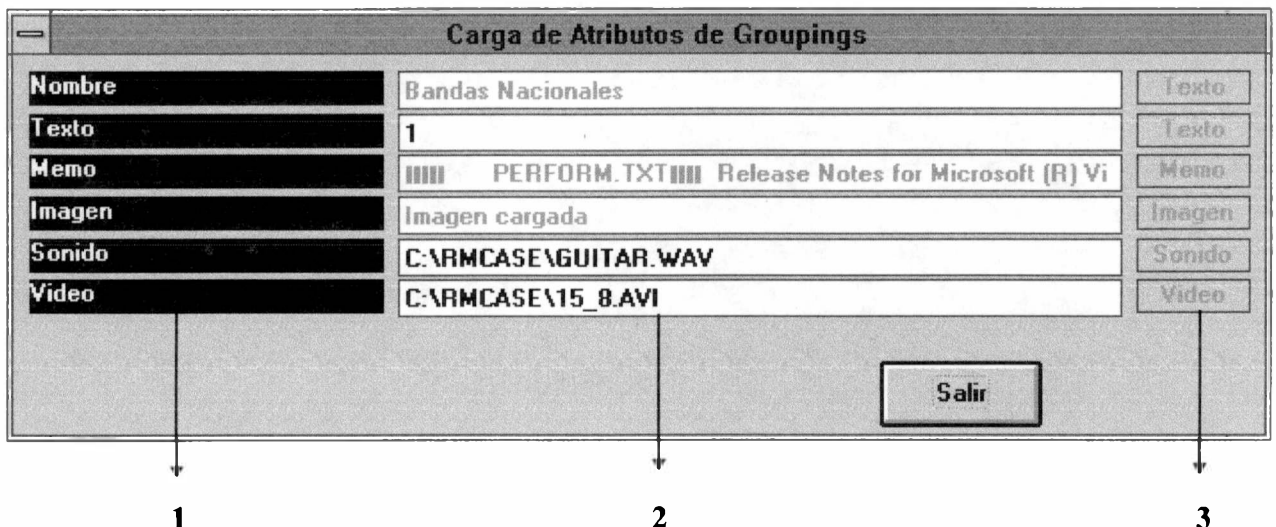 Carga de Atributos de Groupings
Nombre Bandas Nacionales Texto
Texto 1 Texto
Memo PERFORM.TXT Release Notes for Microsoft (R) Vi Memo
Imagen Imagen cargada Imagen
Sonido C:\RMCASE\GUITAR.WAV Sonido
Video C:\RMCASE\15_8.AVI Video
Salir
1 2 3